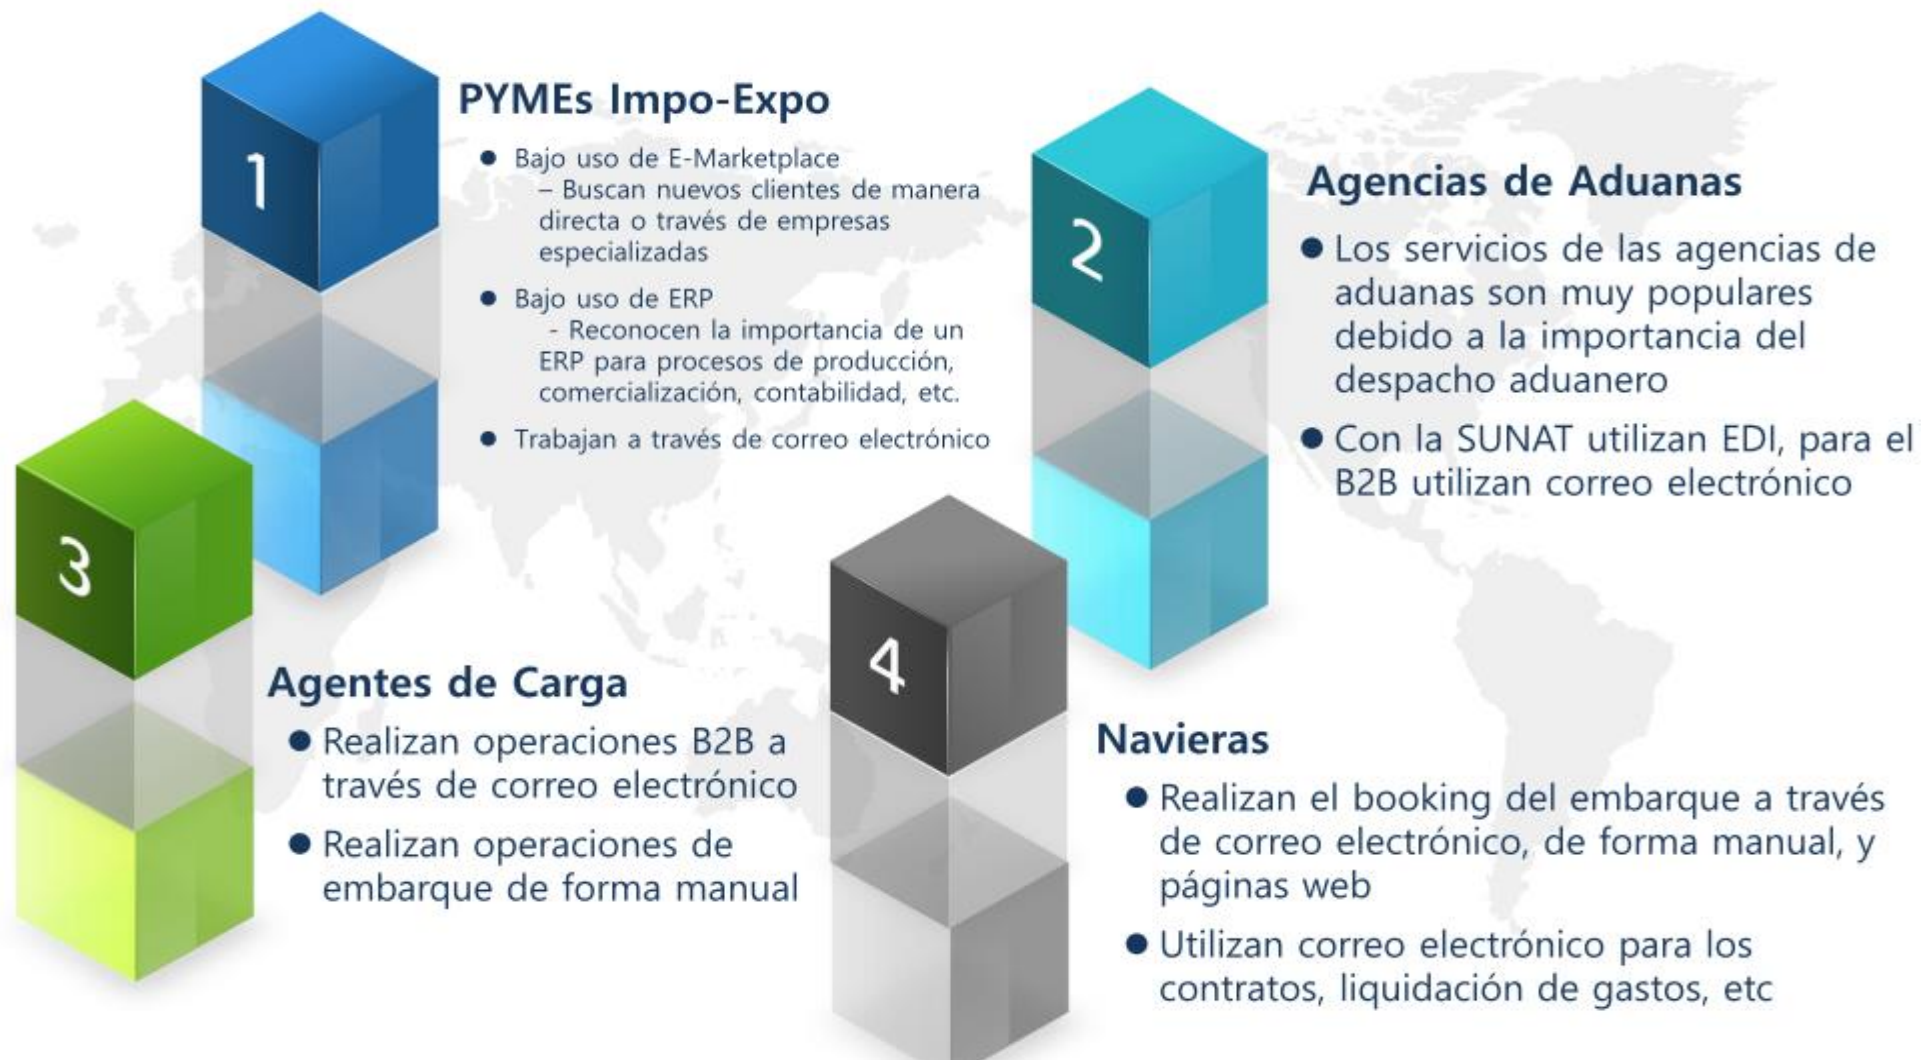 1
PYMEs Impo-Expo
● Bajo uso de E-Marketplace
– Buscan nuevos clientes de manera
directa o través de empresas
especializadas
● Bajo uso de ERP
- Reconocen la importancia de un
ERP para procesos de producción,
comercialización, contabilidad, etc.
● Trabajan a través de correo electrónico
2
Agencias de Aduanas
● Los servicios de las agencias de
aduanas son muy populares
debido a la importancia del
despacho aduanero
● Con la SUNAT utilizan EDI, para el
B2B utilizan correo electrónico
3
Agentes de Carga
● Realizan operaciones B2B a
través de correo electrónico
● Realizan operaciones de
embarque de forma manual
4
Navieras
● Realizan el booking del embarque a través
de correo electrónico, de forma manual, y
páginas web
● Utilizan correo electrónico para los
contratos, liquidación de gastos, etc